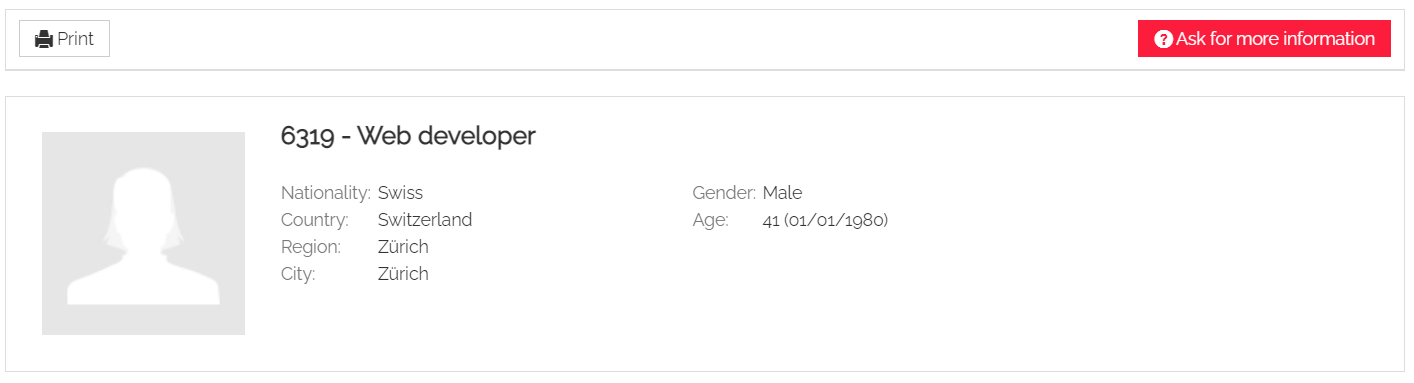 Print
Ask for more information
6319 - Web developer
Nationality: Swiss
Gender: Male
Country: Switzerland
Age: 41 (01/01/1980)
Region: Zürich
City: Zürich